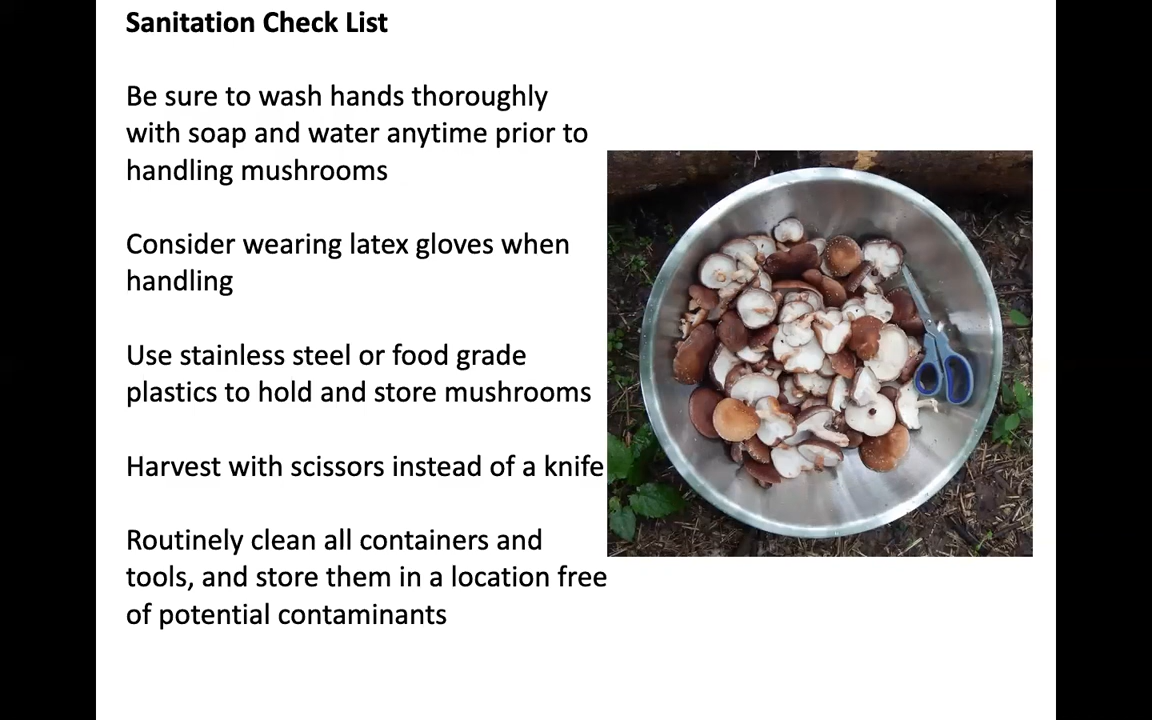 Sanitation Check List
Be sure to wash hands thoroughly
with soap and water anytime prior to
handling mushrooms
Consider wearing latex gloves when
handling
Use stainless steel or food grade
plastics to hold and store mushrooms
Harvest with scissors instead of a knife
Routinely clean all containers and
tools, and store them in a location free
of potential contaminants